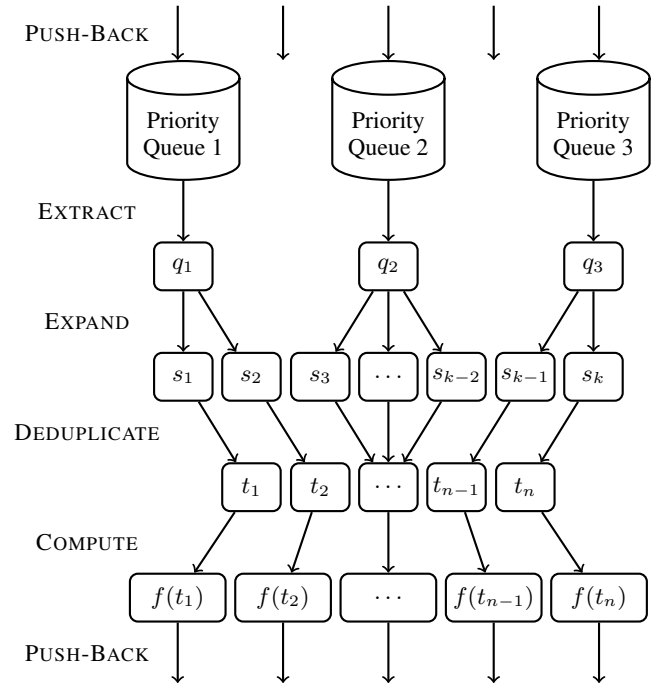 PUSH-BACK
Priority Queue 1
Priority Queue 2
Priority Queue 3
EXTRACT
q₁ q₂ q₃
EXPAND
s₁ s₂ s₃ ⋯ sₖ₋₂ sₖ₋₁ sₖ
DEDUPLICATE
t₁ t₂ ⋯ tₙ₋₁ tₙ
COMPUTE
f(t₁) f(t₂) ⋯ f(tₙ₋₁) f(tₙ)
PUSH-BACK